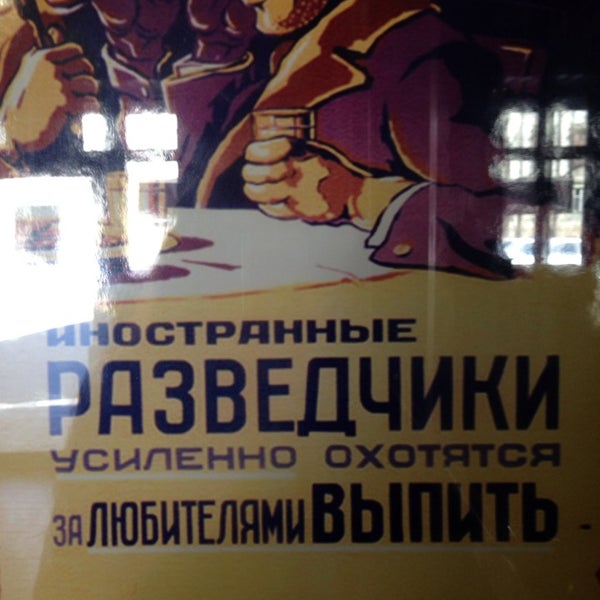 ИНОСТРАННЫЕ
РАЗВЕДЧИКИ
УСИЛЕННО ОХОТЯТСЯ
ЗА ЛЮБИТЕЛЯМИ ВЫПИТЬ